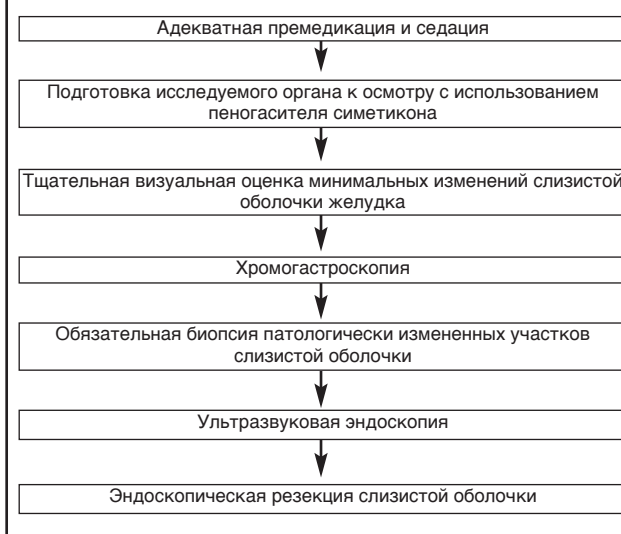 Адекватная премедикация и седация
Подготовка исследуемого органа к осмотру с использованием
пеногасителя симетикона
Тщательная визуальная оценка минимальных изменений слизистой
оболочки желудка
Хромогастроскопия
Обязательная биопсия патологически измененных участков
слизистой оболочки
Ультразвуковая эндоскопия
Эндоскопическая резекция слизистой оболочки